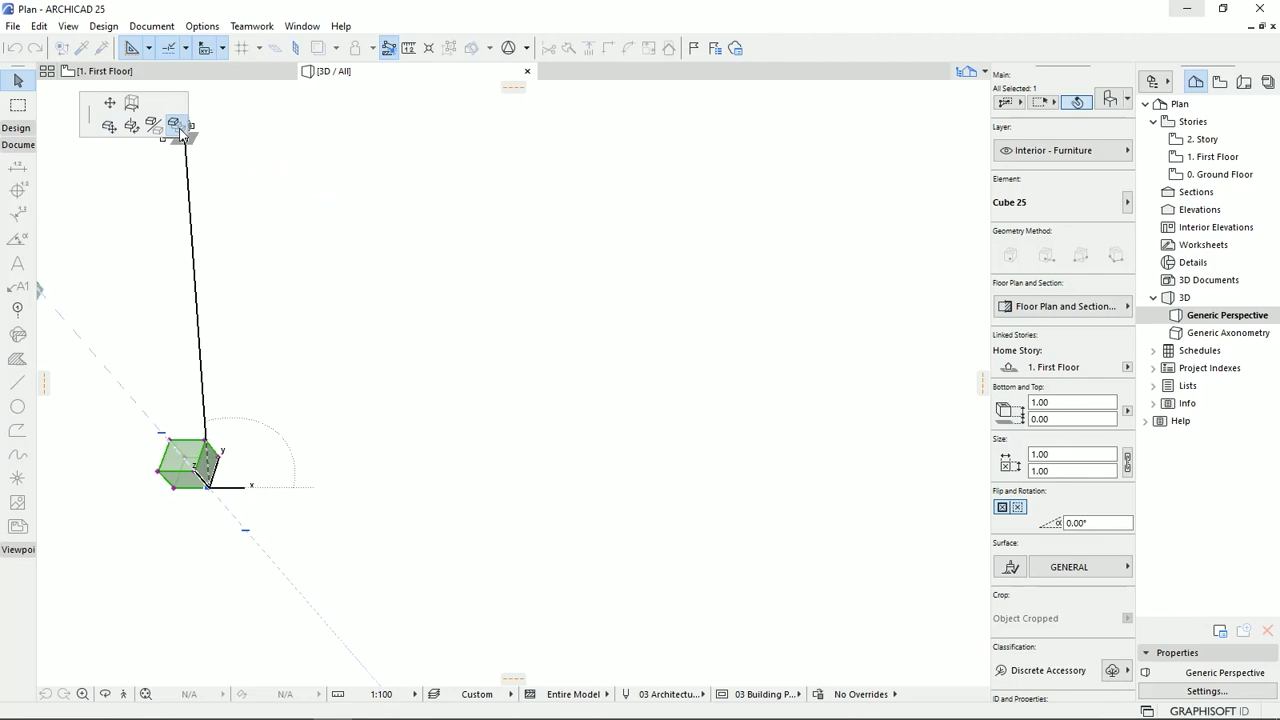 Plan - ARCHICAD 25
File Edit View Design Document Options Teamwork Window Help
[1. First Floor]
[3D / All]
Main:
All Selected: 1
Plan
Design
Docume
Viewpoi
Layer:
Interior - Furniture
Element:
Cube 25
Geometry Method:
Floor Plan and Section:
Floor Plan and Section...
Linked Stories:
Home Story:
1. First Floor
Bottom and Top:
1.00
0.00
Size:
1.00
1.00
Flip and Rotation:
α 0.00°
Surface:
GENERAL
Crop:
Object Cropped
Classification:
Discrete Accessory
ID and Properties:
Stories
2. Story
1. First Floor
0. Ground Floor
Sections
Elevations
Interior Elevations
Worksheets
Details
3D Documents
3D
Generic Perspective
Generic Axonometry
Schedules
Project Indexes
Lists
Info
Help
Properties
Generic Perspective
Settings...
GRAPHISOFT ID
y
z
x
N/A N/A 1:100 Custom Entire Model 03 Architectu... 03 Building P... No Overrides